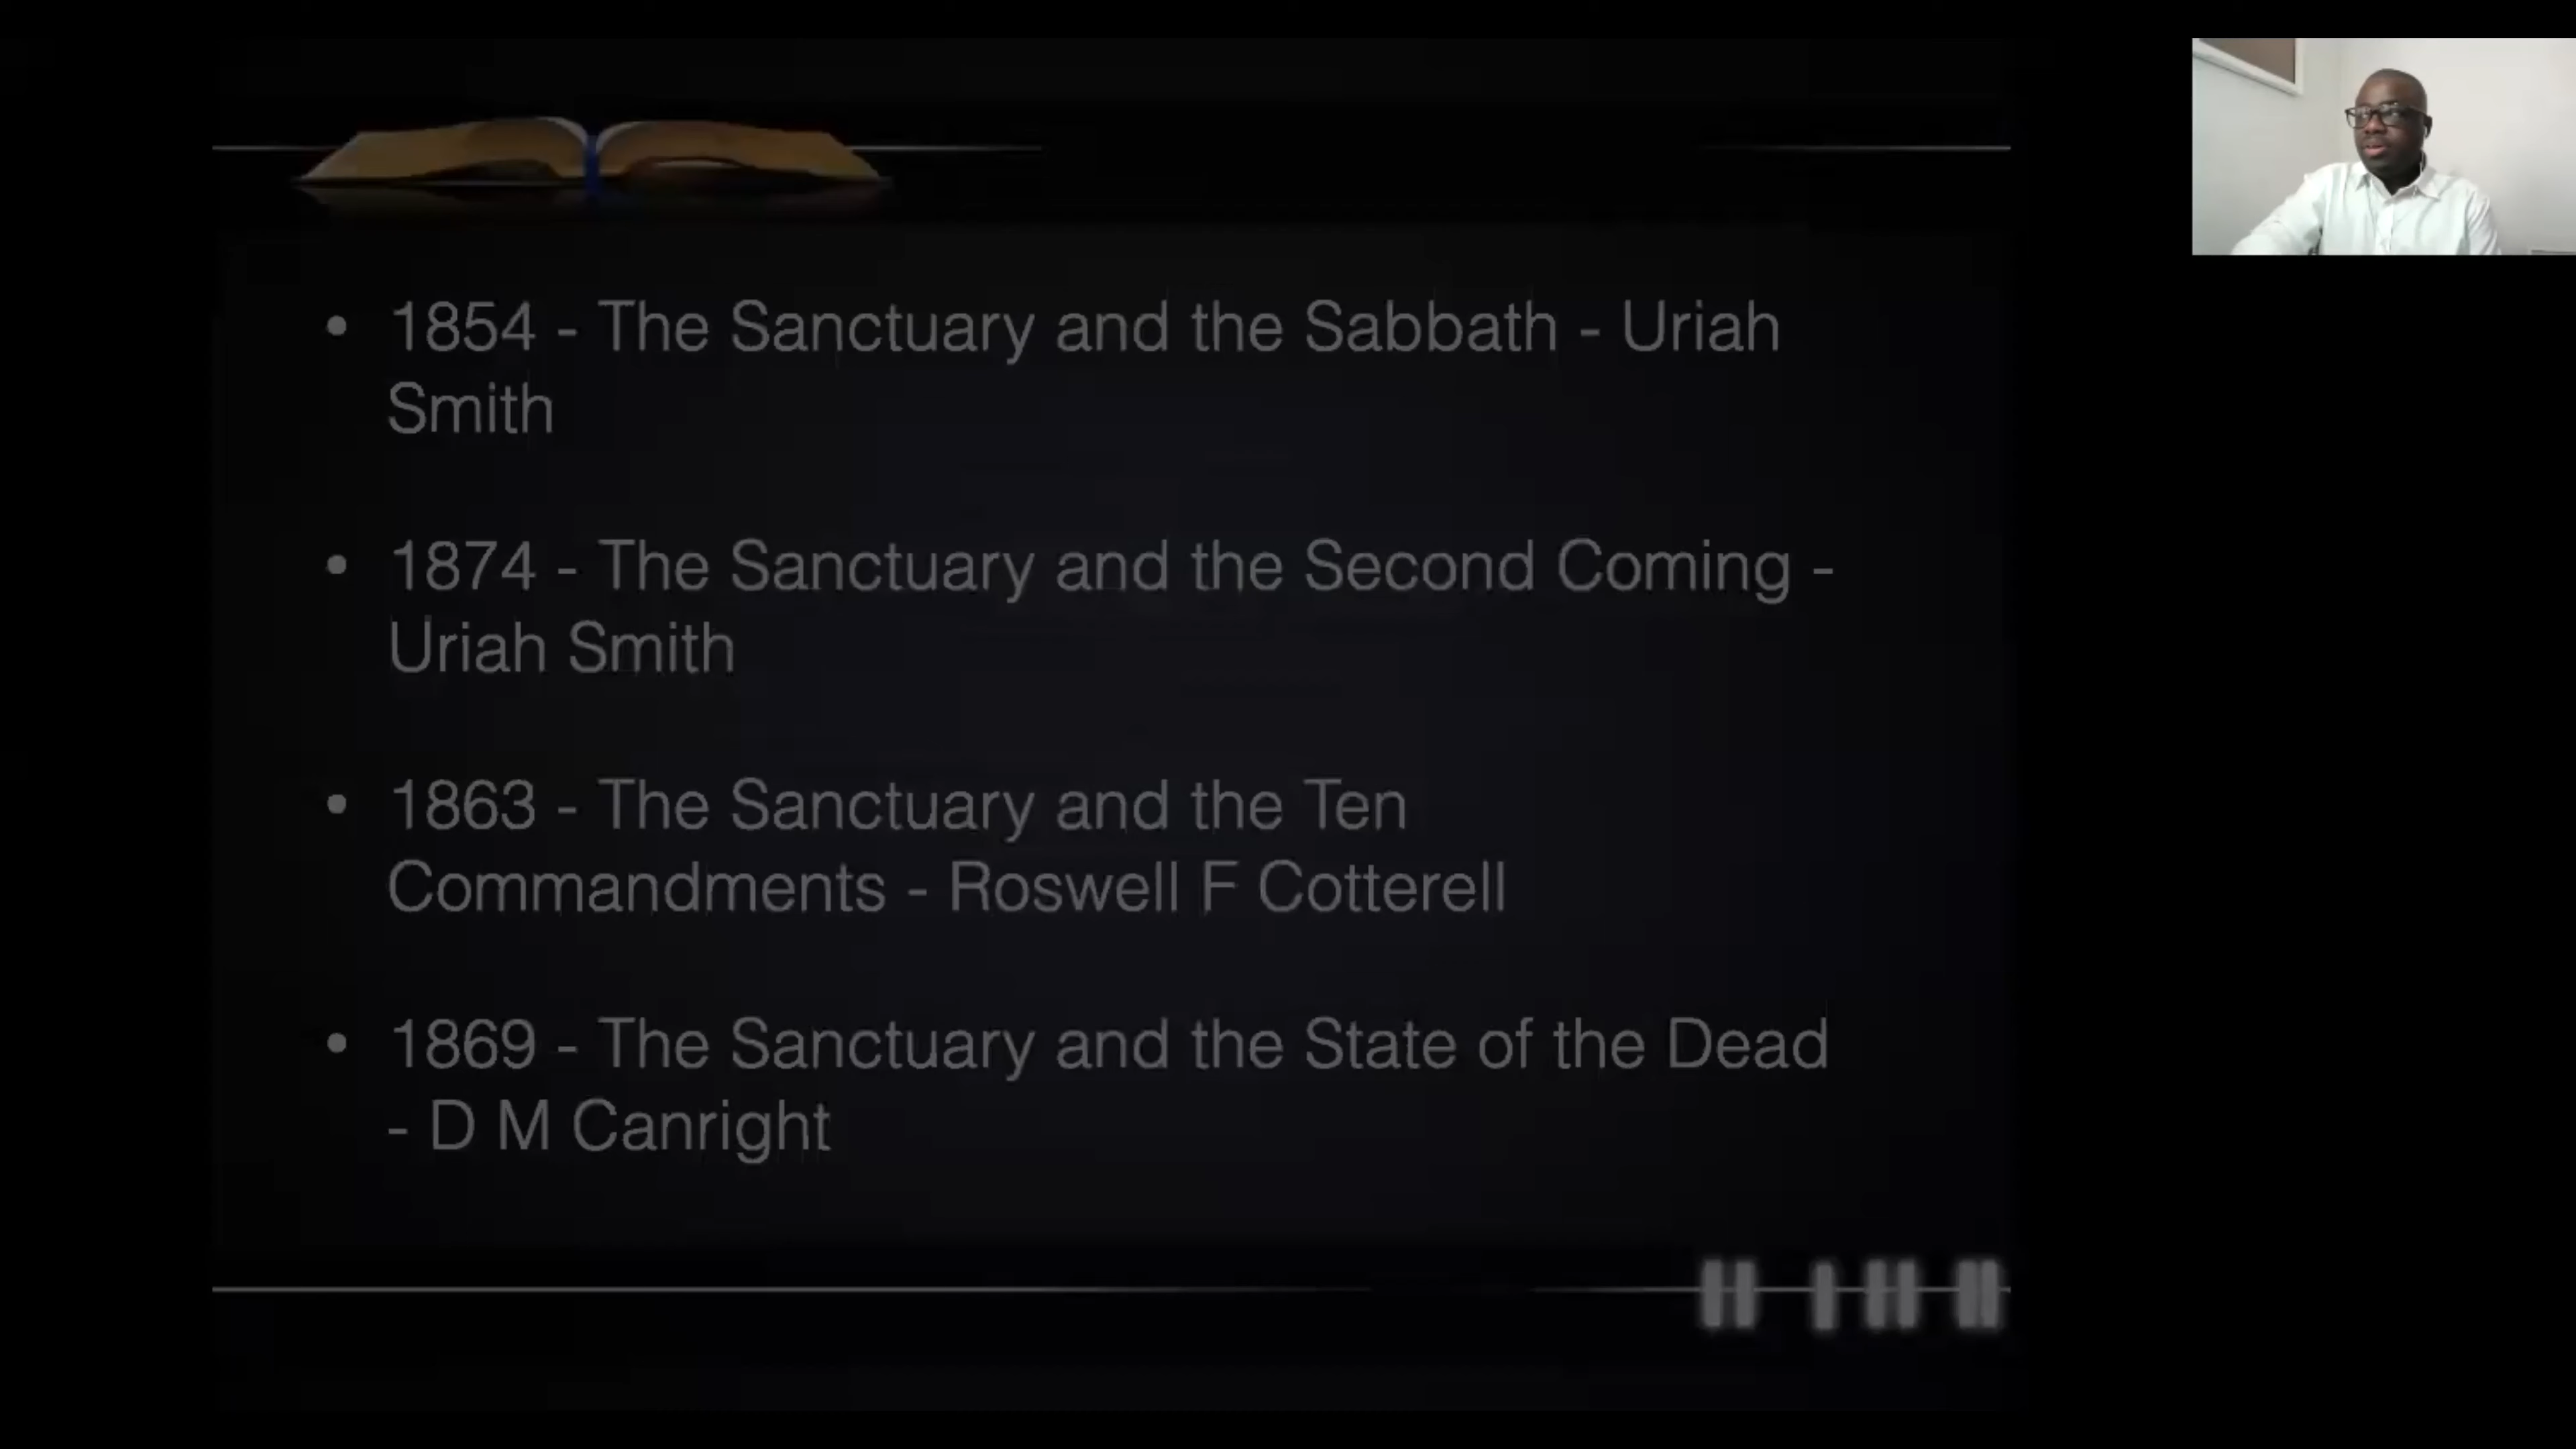 • 1854 - The Sanctuary and the Sabbath - Uriah
Smith
• 1874 - The Sanctuary and the Second Coming -
Uriah Smith
• 1863 - The Sanctuary and the Ten
Commandments - Roswell F Cotterell
• 1869 - The Sanctuary and the State of the Dead
- D M Canright